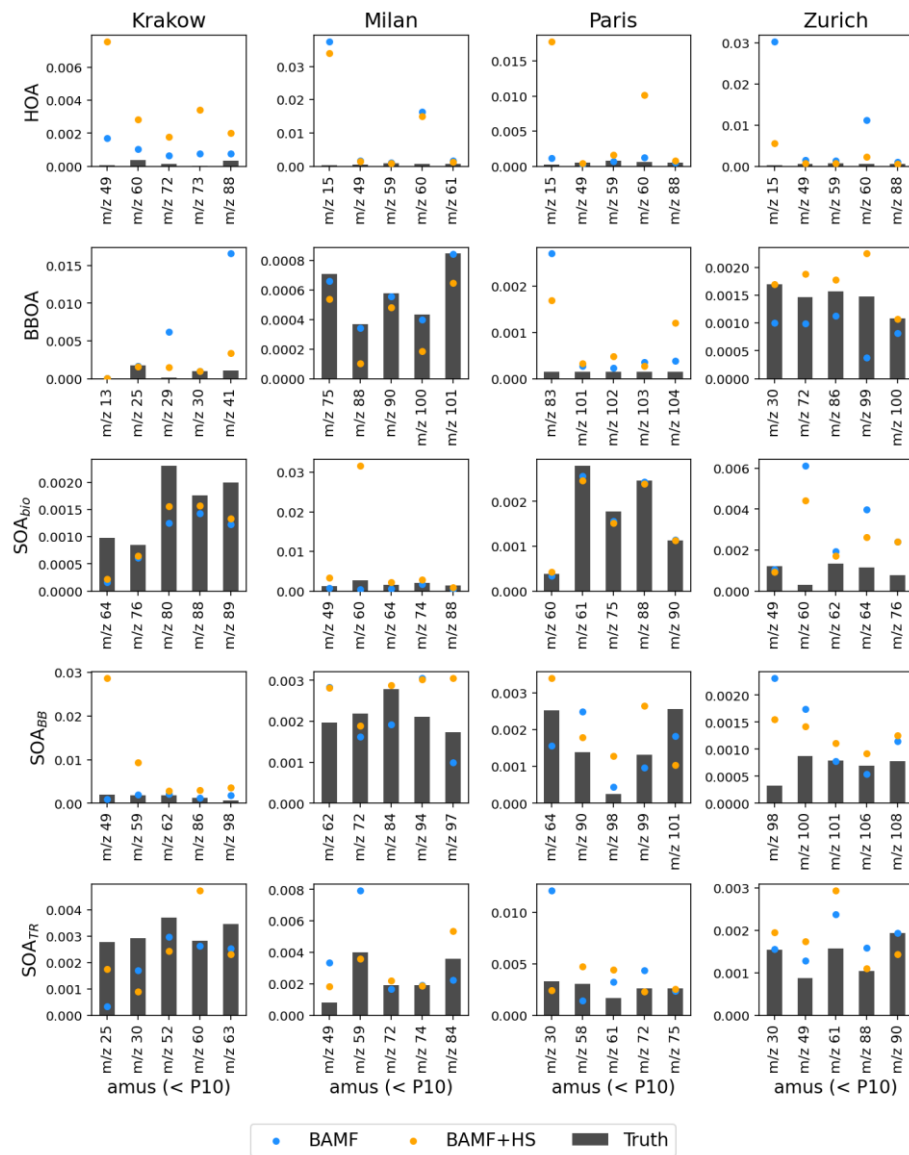 Krakow Milan Paris Zurich
HOA
0.006 0.03 0.015 0.03
0.004 0.02 0.010 0.02
0.002 0.01 0.005 0.01
0.000 0.00 0.000 0.00
m/z 49 m/z 60 m/z 72 m/z 73 m/z 88 m/z 15 m/z 49 m/z 59 m/z 60 m/z 61 m/z 15 m/z 49 m/z 59 m/z 60 m/z 88 m/z 15 m/z 49 m/z 59 m/z 60 m/z 88
BBOA
0.015 0.0008 0.002 0.0020
0.010 0.0006 0.001 0.0015
0.005 0.0004 0.000 0.0010
0.000 0.0002 0.0005
0.0000 0.0000
m/z 13 m/z 25 m/z 29 m/z 30 m/z 41 m/z 75 m/z 88 m/z 90 m/z 100 m/z 101 m/z 83 m/z 101 m/z 102 m/z 103 m/z 104 m/z 30 m/z 72 m/z 86 m/z 99 m/z 100
SOAbio
0.0020 0.03 0.002 0.006
0.0015 0.02 0.001 0.004
0.0010 0.01 0.000 0.002
0.0005 0.00 0.000
0.0000
m/z 64 m/z 76 m/z 80 m/z 88 m/z 89 m/z 49 m/z 60 m/z 64 m/z 74 m/z 88 m/z 60 m/z 61 m/z 75 m/z 88 m/z 90 m/z 49 m/z 60 m/z 62 m/z 64 m/z 76
SOABB
0.03 0.003 0.003 0.0020
0.02 0.002 0.002 0.0015
0.01 0.001 0.001 0.0010
0.00 0.000 0.000 0.0005
0.0000
m/z 49 m/z 59 m/z 62 m/z 86 m/z 98 m/z 62 m/z 72 m/z 84 m/z 94 m/z 97 m/z 64 m/z 90 m/z 98 m/z 99 m/z 101 m/z 98 m/z 100 m/z 101 m/z 106 m/z 108
SOATR
0.004 0.008 0.010 0.003
0.003 0.006 0.005 0.002
0.002 0.004 0.000 0.001
0.001 0.002 0.000
0.000 0.000
m/z 25 m/z 30 m/z 52 m/z 60 m/z 63 m/z 49 m/z 59 m/z 72 m/z 74 m/z 84 m/z 30 m/z 58 m/z 61 m/z 72 m/z 75 m/z 30 m/z 49 m/z 61 m/z 88 m/z 90
amus (< P10) amus (< P10) amus (< P10) amus (< P10)
BAMF BAMF+HS Truth